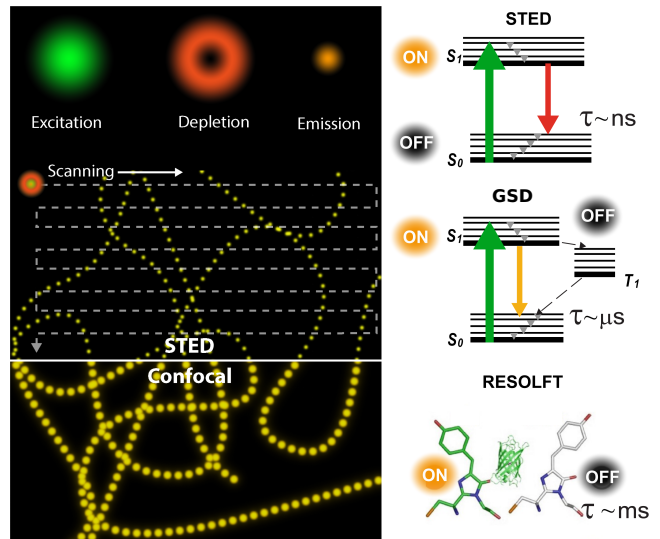 Excitation
Depletion
Emission
Scanning
STED
Confocal
STED
ON
S1
τ~ns
OFF
S0
GSD
OFF
ON
S1
T1
τ~μs
S0
RESOLFT
ON
OFF
τ~ms